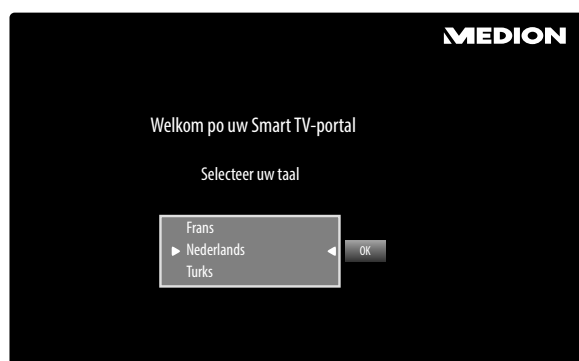 MEDION
Welkom po uw Smart TV-portal
Selecteer uw taal
Frans
Nederlands OK
Turks